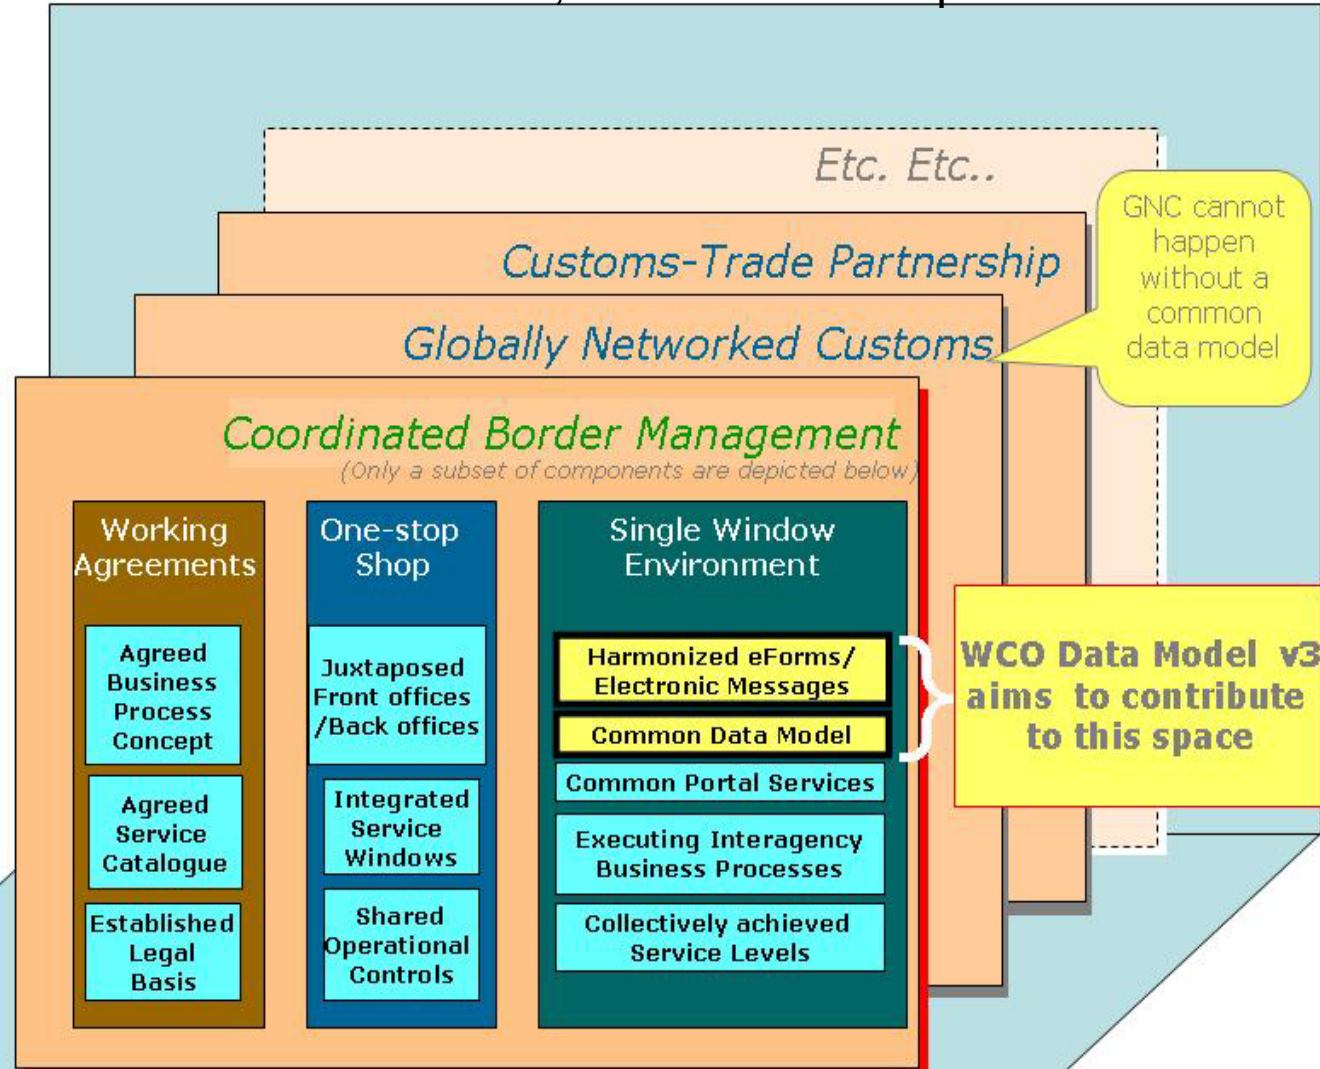 Etc. Etc..
Customs-Trade Partnership
GNC cannot
happen
without a
common
data model
Globally Networked Customs
Coordinated Border Management
(Only a subset of components are depicted below)
Working
Agreements
Agreed
Business
Process
Concept
Agreed
Service
Catalogue
Established
Legal
Basis
One-stop
Shop
Juxtaposed
Front offices
/Back offices
Integrated
Service
Windows
Shared
Operational
Controls
Single Window
Environment
Harmonized eForms/
Electronic Messages
Common Data Model
Common Portal Services
Executing Interagency
Business Processes
Collectively achieved
Service Levels
WCO Data Model v3
aims to contribute
to this space